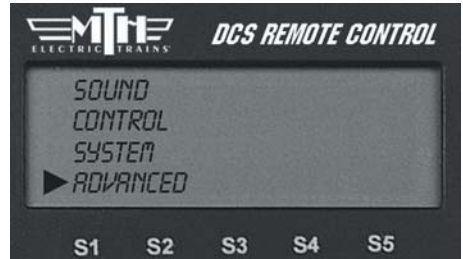 MTH DCS REMOTE CONTROL
ELECTRIC TRAINS
SOUND
CONTROL
SYSTEM
▶ADVANCED
S1 S2 S3 S4 S5